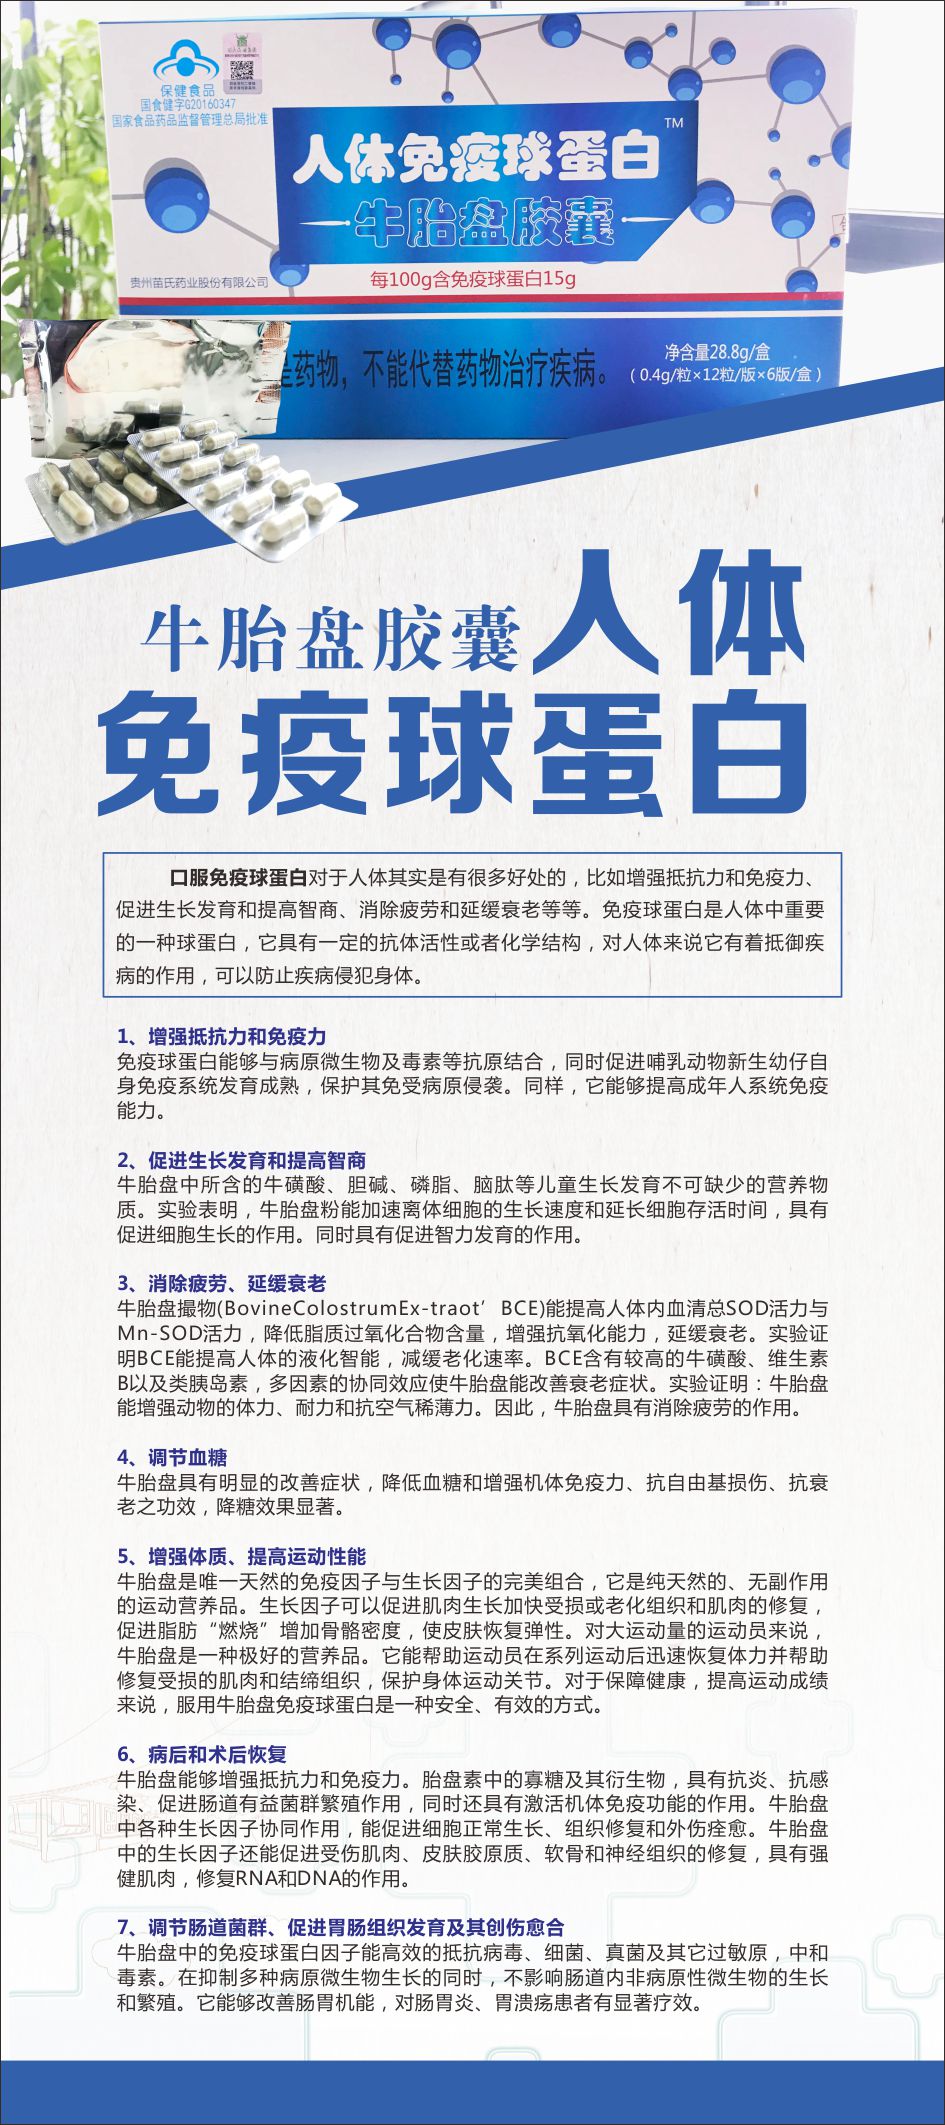 保健食品
国食健字G20160347
国家食品药品监督管理总局批准
人体免疫球蛋白™
牛胎盘胶囊
贵州苗氏药业股份有限公司
每100g含免疫球蛋白15g
是药物，不能代替药物治疗疾病。
净含量28.8g/盒
（0.4g/粒×12粒/版×6版/盒）
牛胎盘胶囊人体
免疫球蛋白
口服免疫球蛋白对于人体其实是有很多好处的，比如增强抵抗力和免疫力、
促进生长发育和提高智商、消除疲劳和延缓衰老等等。免疫球蛋白是人体中重要
的一种球蛋白，它具有一定的抗体活性或者化学结构，对人体来说它有着抵御疾
病的作用，可以防止疾病侵犯身体。
1、增强抵抗力和免疫力
免疫球蛋白能够与病原微生物及毒素等抗原结合，同时促进哺乳动物新生幼仔自
身免疫系统发育成熟，保护其免受病原侵袭。同样，它能够提高成年人系统免疫
能力。
2、促进生长发育和提高智商
牛胎盘中所含的牛磺酸、胆碱、磷脂、脑肽等儿童生长发育不可缺少的营养物
质。实验表明，牛胎盘粉能加速离体细胞的生长速度和延长细胞存活时间，具有
促进细胞生长的作用。同时具有促进智力发育的作用。
3、消除疲劳、延缓衰老
牛胎盘撮物(BovineColostrumEx-traot’BCE)能提高人体内血清总SOD活力与
Mn-SOD活力，降低脂质过氧化合物含量，增强抗氧化能力，延缓衰老。实验证
明BCE能提高人体的液化智能，减缓老化速率。BCE含有较高的牛磺酸、维生素
B以及类胰岛素，多因素的协同效应使牛胎盘能改善衰老症状。实验证明：牛胎盘
能增强动物的体力、耐力和抗空气稀薄力。因此，牛胎盘具有消除疲劳的作用。
4、调节血糖
牛胎盘具有明显的改善症状，降低血糖和增强机体免疫力、抗自由基损伤、抗衰
老之功效，降糖效果显著。
5、增强体质、提高运动性能
牛胎盘是唯一天然的免疫因子与生长因子的完美组合，它是纯天然的、无副作用
的运动营养品。生长因子可以促进肌肉生长加快受损或老化组织和肌肉的修复，
促进脂肪“燃烧”增加骨骼密度，使皮肤恢复弹性。对大运动量的运动员来说，
牛胎盘是一种极好的营养品。它能帮助运动员在系列运动后迅速恢复体力并帮助
修复受损的肌肉和结缔组织，保护身体运动关节。对于保障健康，提高运动成绩
来说，服用牛胎盘免疫球蛋白是一种安全、有效的方式。
6、病后和术后恢复
牛胎盘能够增强抵抗力和免疫力。胎盘素中的寡糖及其衍生物，具有抗炎、抗感
染、促进肠道有益菌群繁殖作用，同时还具有激活机体免疫功能的作用。牛胎盘
中各种生长因子协同作用，能促进细胞正常生长、组织修复和外伤痊愈。牛胎盘
中的生长因子还能促进受伤肌肉、皮肤胶原质、软骨和神经组织的修复，具有强
健肌肉，修复RNA和DNA的作用。
7、调节肠道菌群、促进胃肠组织发育及其创伤愈合
牛胎盘中的免疫球蛋白因子能高效的抵抗病毒、细菌、真菌及其它过敏原，中和
毒素。在抑制多种病原微生物生长的同时，不影响肠道内非病原性微生物的生长
和繁殖。它能够改善肠胃机能，对肠胃炎、胃溃疡患者有显著疗效。